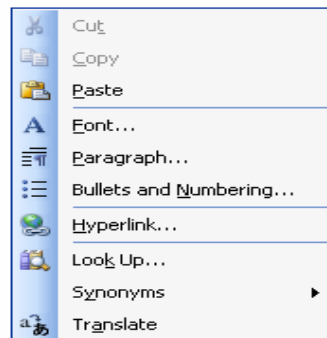 Cut
Copy
Paste
Font...
Paragraph...
Bullets and Numbering...
Hyperlink...
Look Up...
Synonyms
Translate